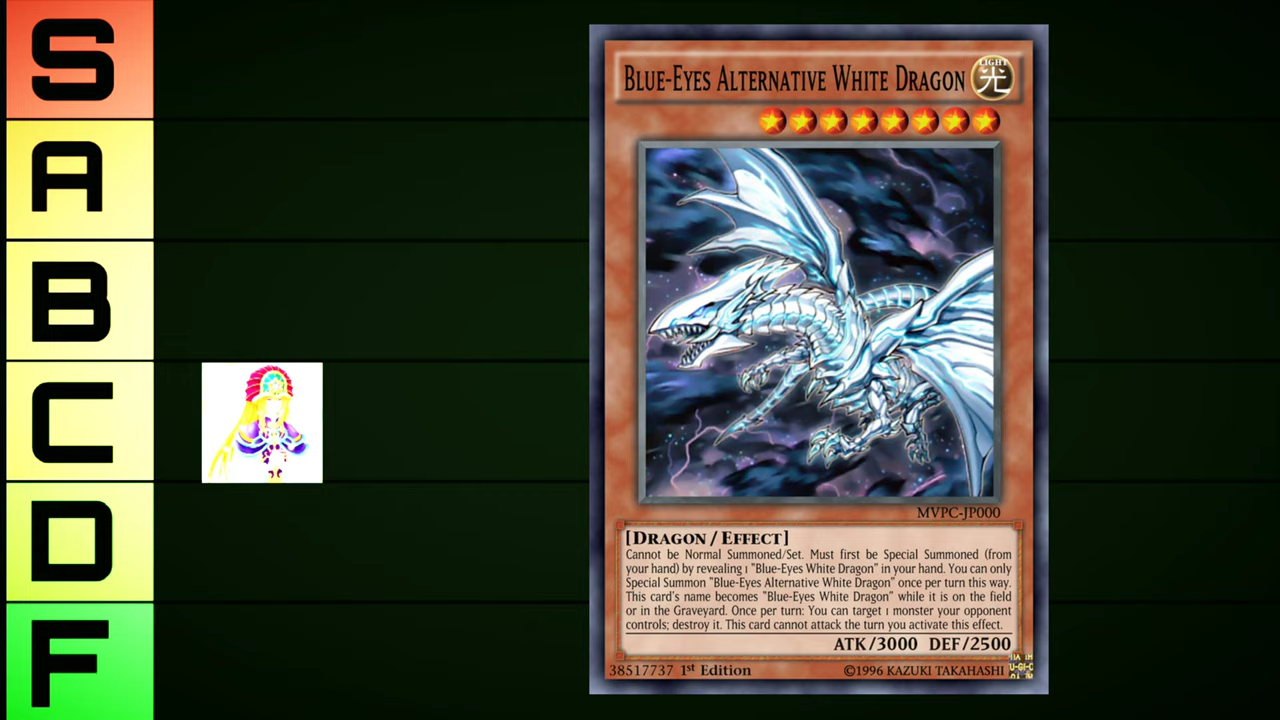 S
A
B
C
D
F
BLUE-EYES ALTERNATIVE WHITE DRAGON
LIGHT
光
MVPC-JP000
[DRAGON / EFFECT]
Cannot be Normal Summoned/Set. Must first be Special Summoned (from
your hand) by revealing 1 "Blue-Eyes White Dragon" in your hand. You can only
Special Summon "Blue-Eyes Alternative White Dragon" once per turn this way.
This card's name becomes "Blue-Eyes White Dragon" while it is on the field
or in the Graveyard. Once per turn: You can target 1 monster your opponent
controls; destroy it. This card cannot attack the turn you activate this effect.
ATK/3000 DEF/2500
38517737 1st Edition
©1996 KAZUKI TAKAHASHI